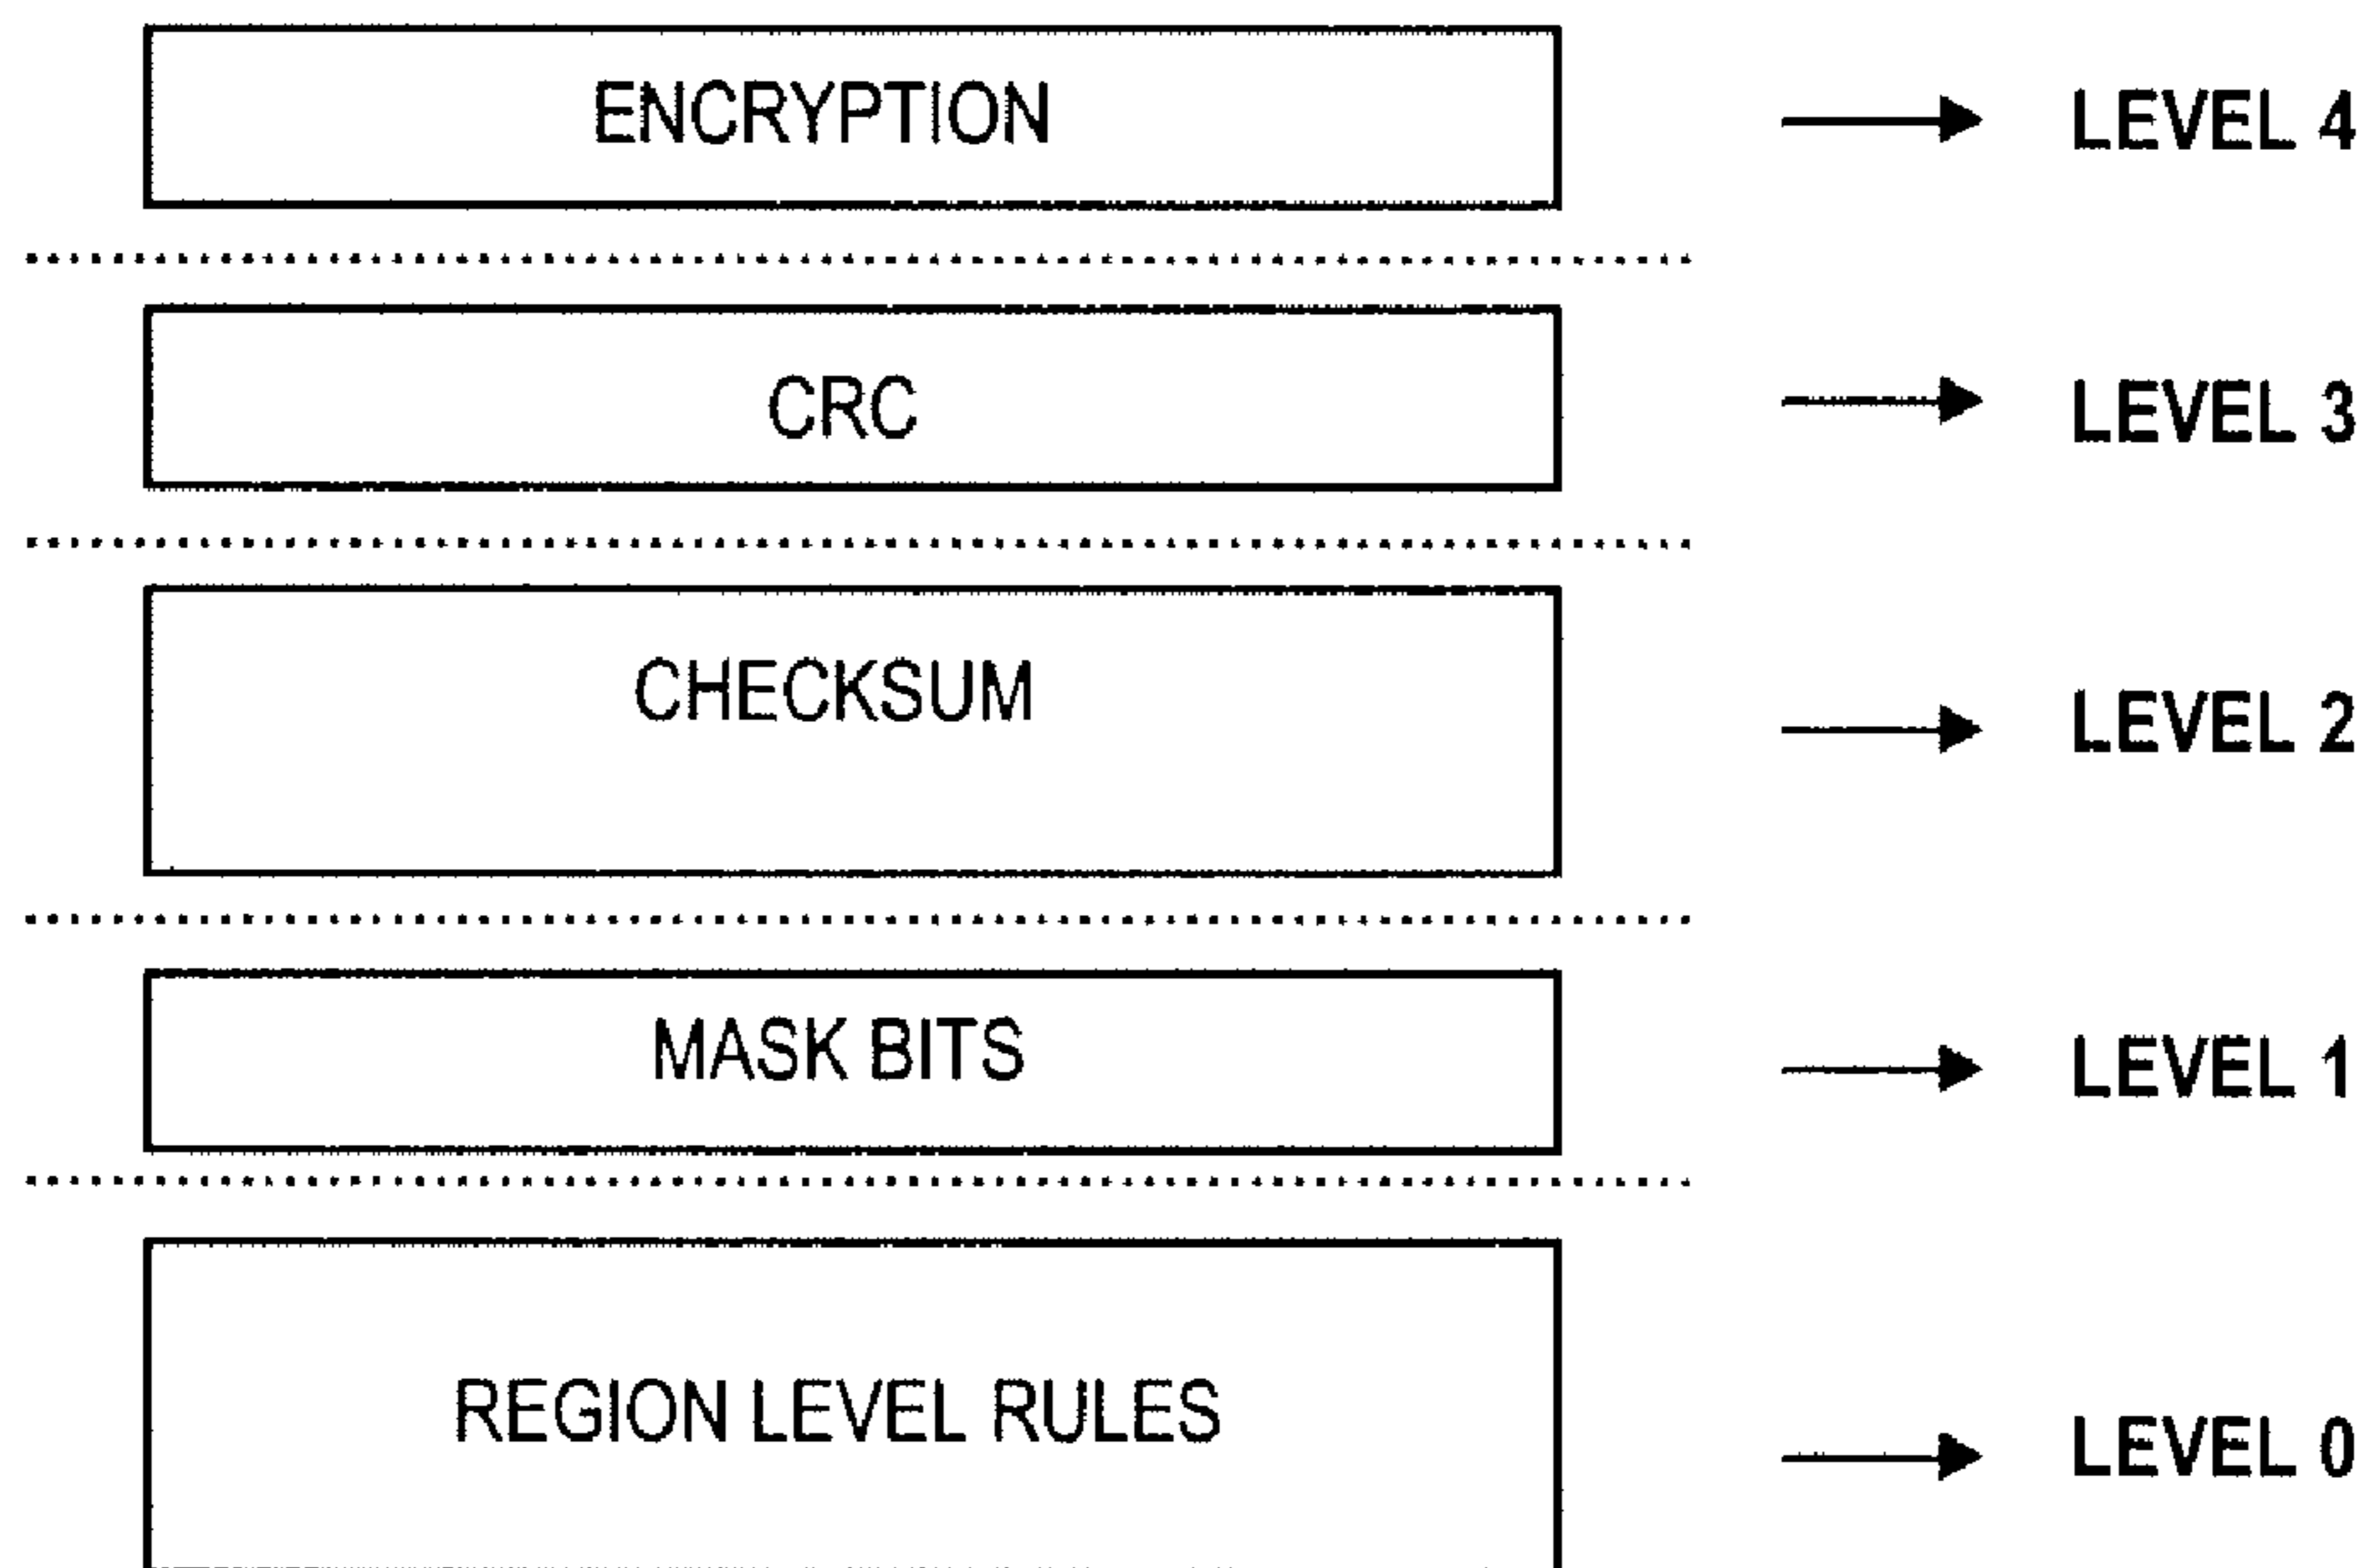 ENCRYPTION → LEVEL 4
CRC → LEVEL 3
CHECKSUM → LEVEL 2
MASK BITS → LEVEL 1
REGION LEVEL RULES → LEVEL 0